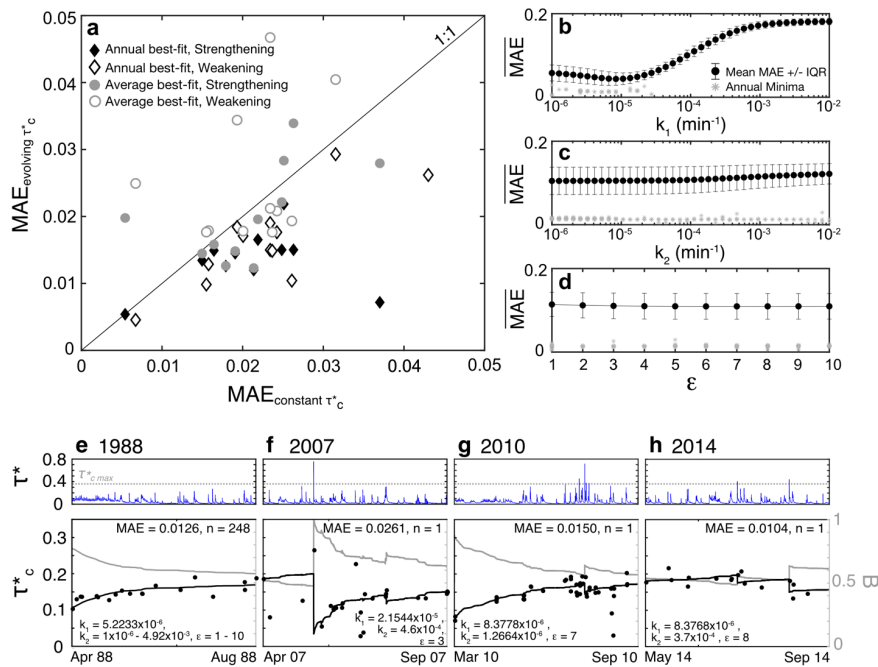 a
1:1
Annual best-fit, Strengthening
Annual best-fit, Weakening
Average best-fit, Strengthening
Average best-fit, Weakening
MAE evolving τ*c
0.05
0.04
0.03
0.02
0.01
0
0 0.01 0.02 0.03 0.04 0.05
MAE constant τ*c
b
MAE
0.2
0
Mean MAE +/- IQR
Annual Minima
10⁻⁶ 10⁻⁵ 10⁻⁴ 10⁻³ 10⁻²
k₁ (min⁻¹)
c
MAE
0.2
0
10⁻⁶ 10⁻⁵ 10⁻⁴ 10⁻³ 10⁻²
k₂ (min⁻¹)
d
MAE
0.2
0
1 2 3 4 5 6 7 8 9 10
ε
e 1988
f 2007
g 2010
h 2014
τ*
0.8
0.4
0
τ*c max
τ*c
0.3
0.2
0.1
0
MAE = 0.0126, n = 248
k₁ = 5.2233x10⁻⁶,
k₂ = 1x10⁻⁶ - 4.92x10⁻³, ε = 1 - 10
Apr 88 Aug 88
MAE = 0.0261, n = 1
k₁ = 2.1544x10⁻⁵,
k₂ = 4.6x10⁻⁴,
ε = 3
Apr 07 Sep 07
MAE = 0.0150, n = 1
k₁ = 8.37778x10⁻⁶,
k₂ = 1.2664x10⁻⁶, ε = 7
Mar 10 Sep 10
MAE = 0.0104, n = 1
k₁ = 8.3768x10⁻⁶,
k₂ = 3.7x10⁻⁴, ε = 8
May 14 Sep 14
1
0.5
0
B